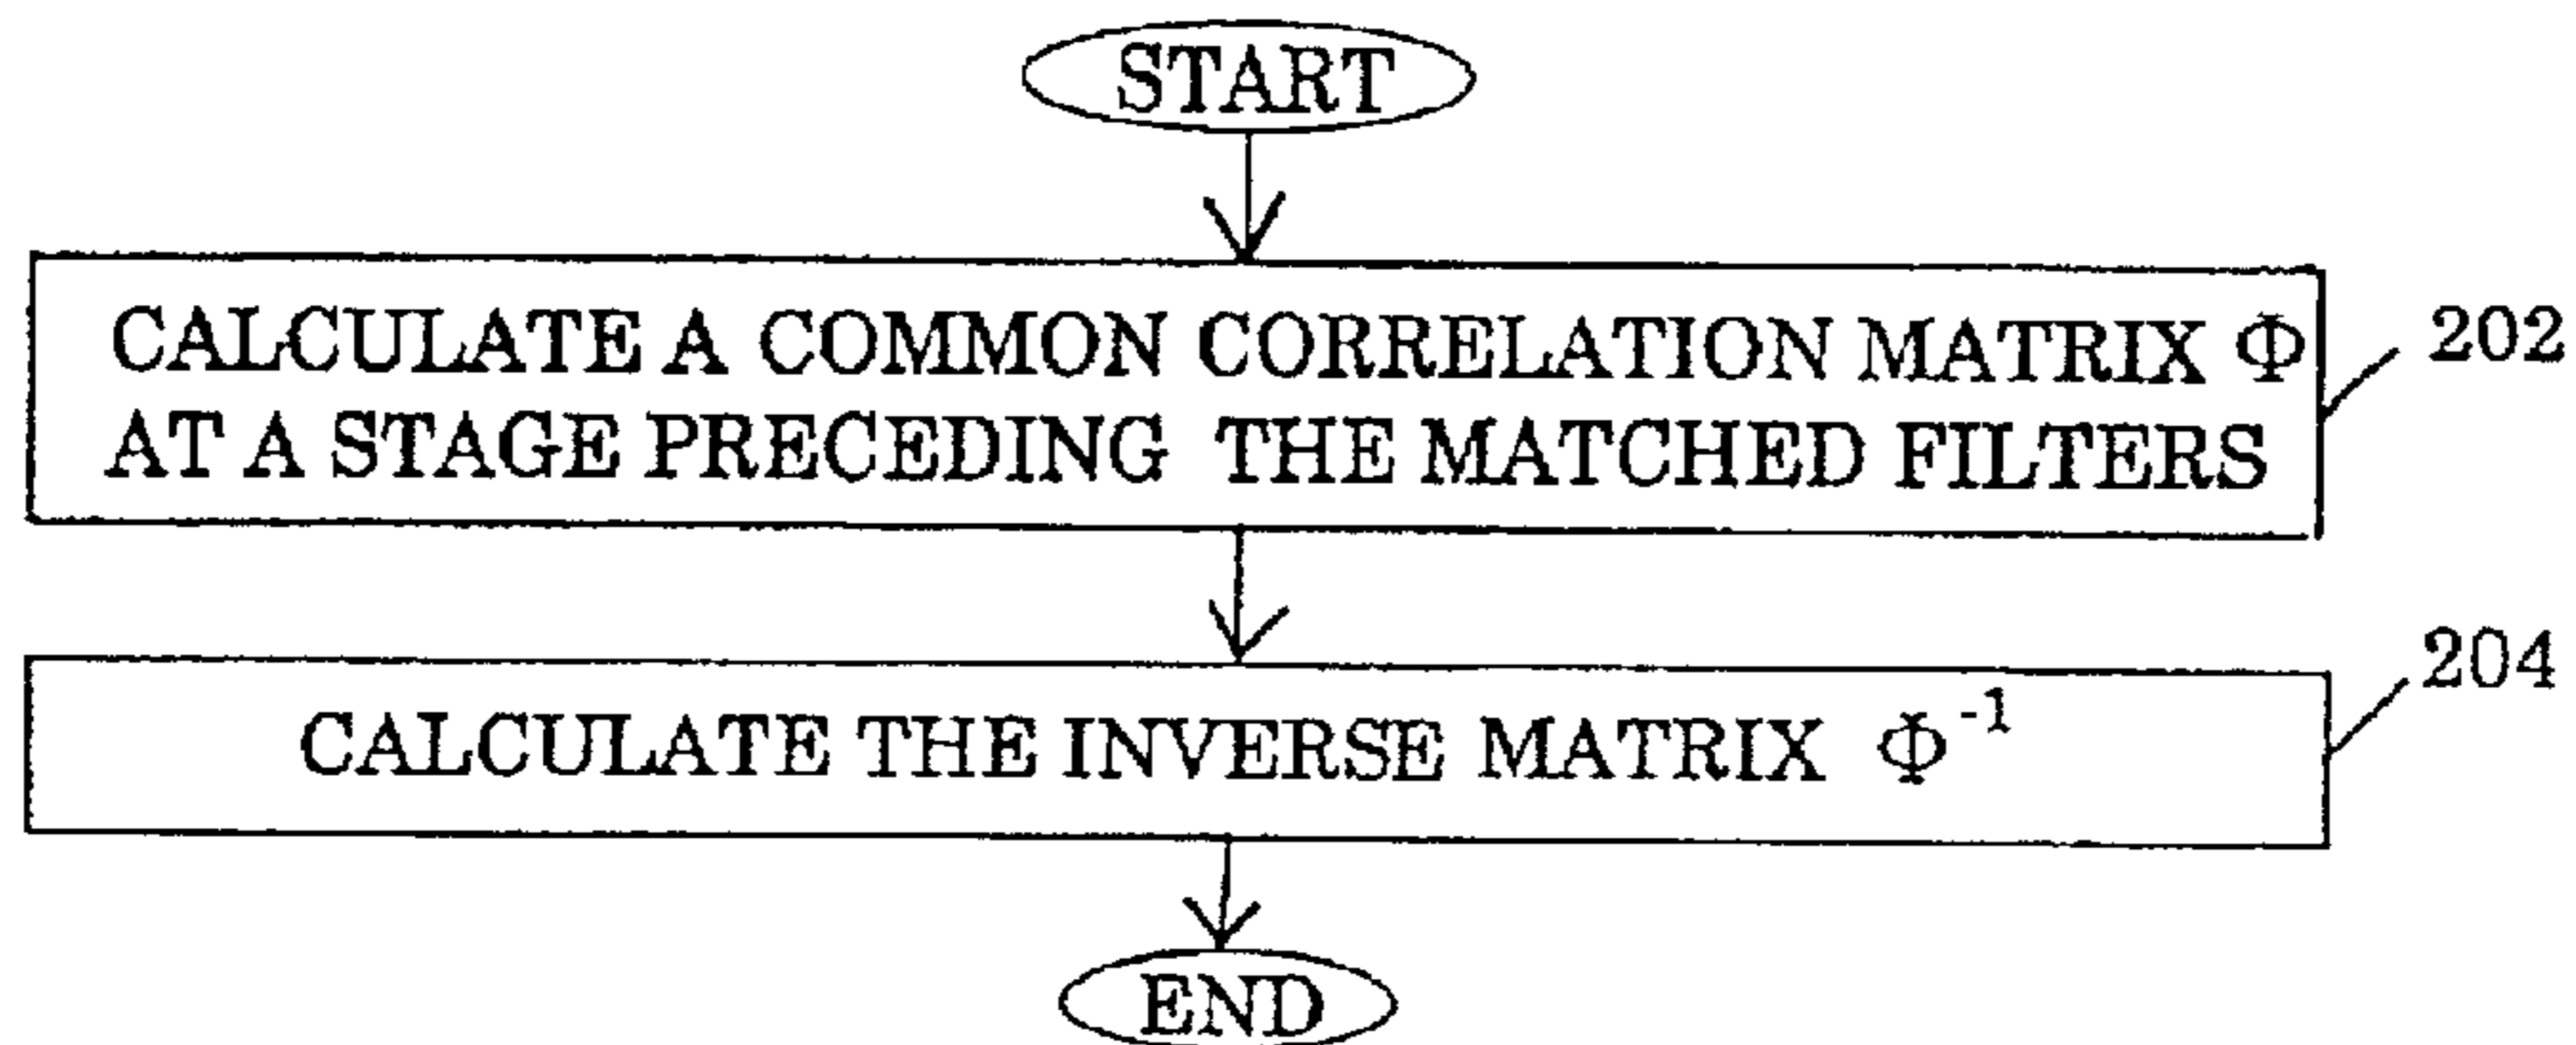 START
CALCULATE A COMMON CORRELATION MATRIX Φ
AT A STAGE PRECEDING THE MATCHED FILTERS
202
CALCULATE THE INVERSE MATRIX Φ⁻¹
204
END